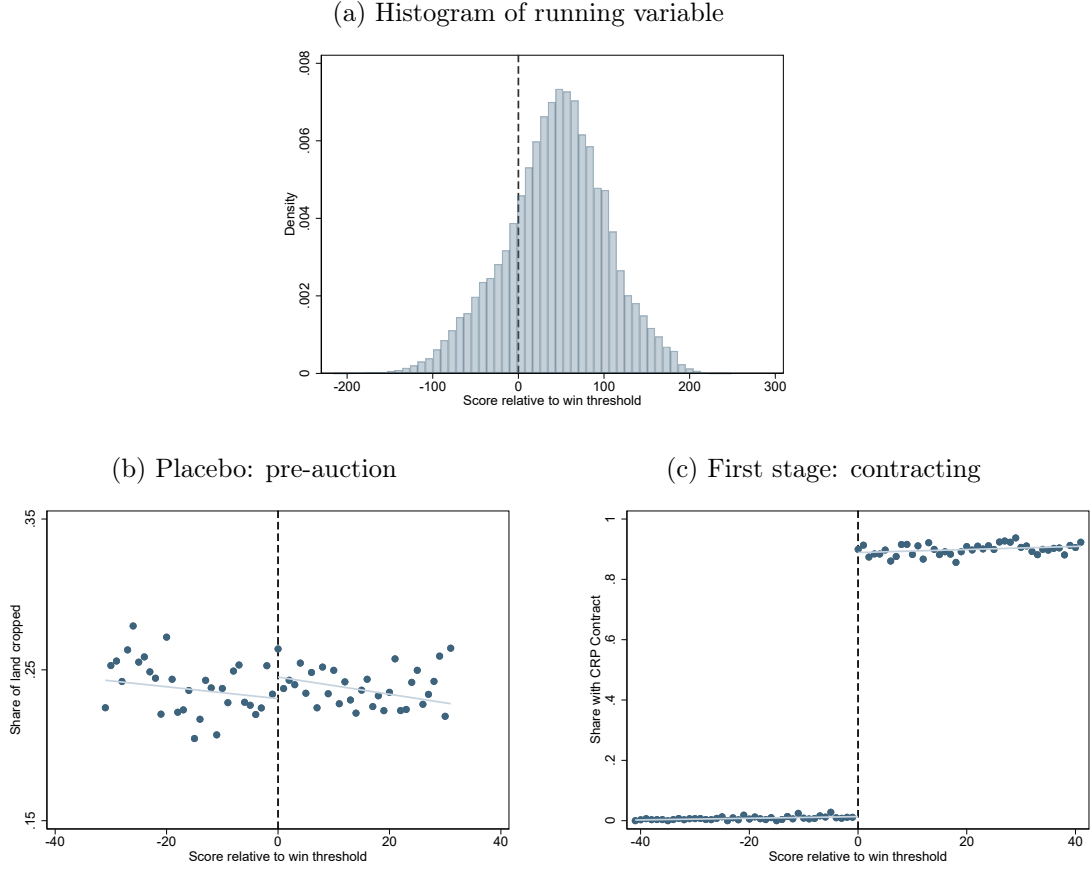 (a) Histogram of running variable
.008
.006
.004
.002
0
Density
-200 -100 0 100 200 300
Score relative to win threshold
(b) Placebo: pre-auction
.35
.25
.15
Share of land cropped
-40 -20 0 20 40
Score relative to win threshold
(c) First stage: contracting
1
.8
.6
.4
.2
0
Share with CRP Contract
-40 -20 0 20 40
Score relative to win threshold